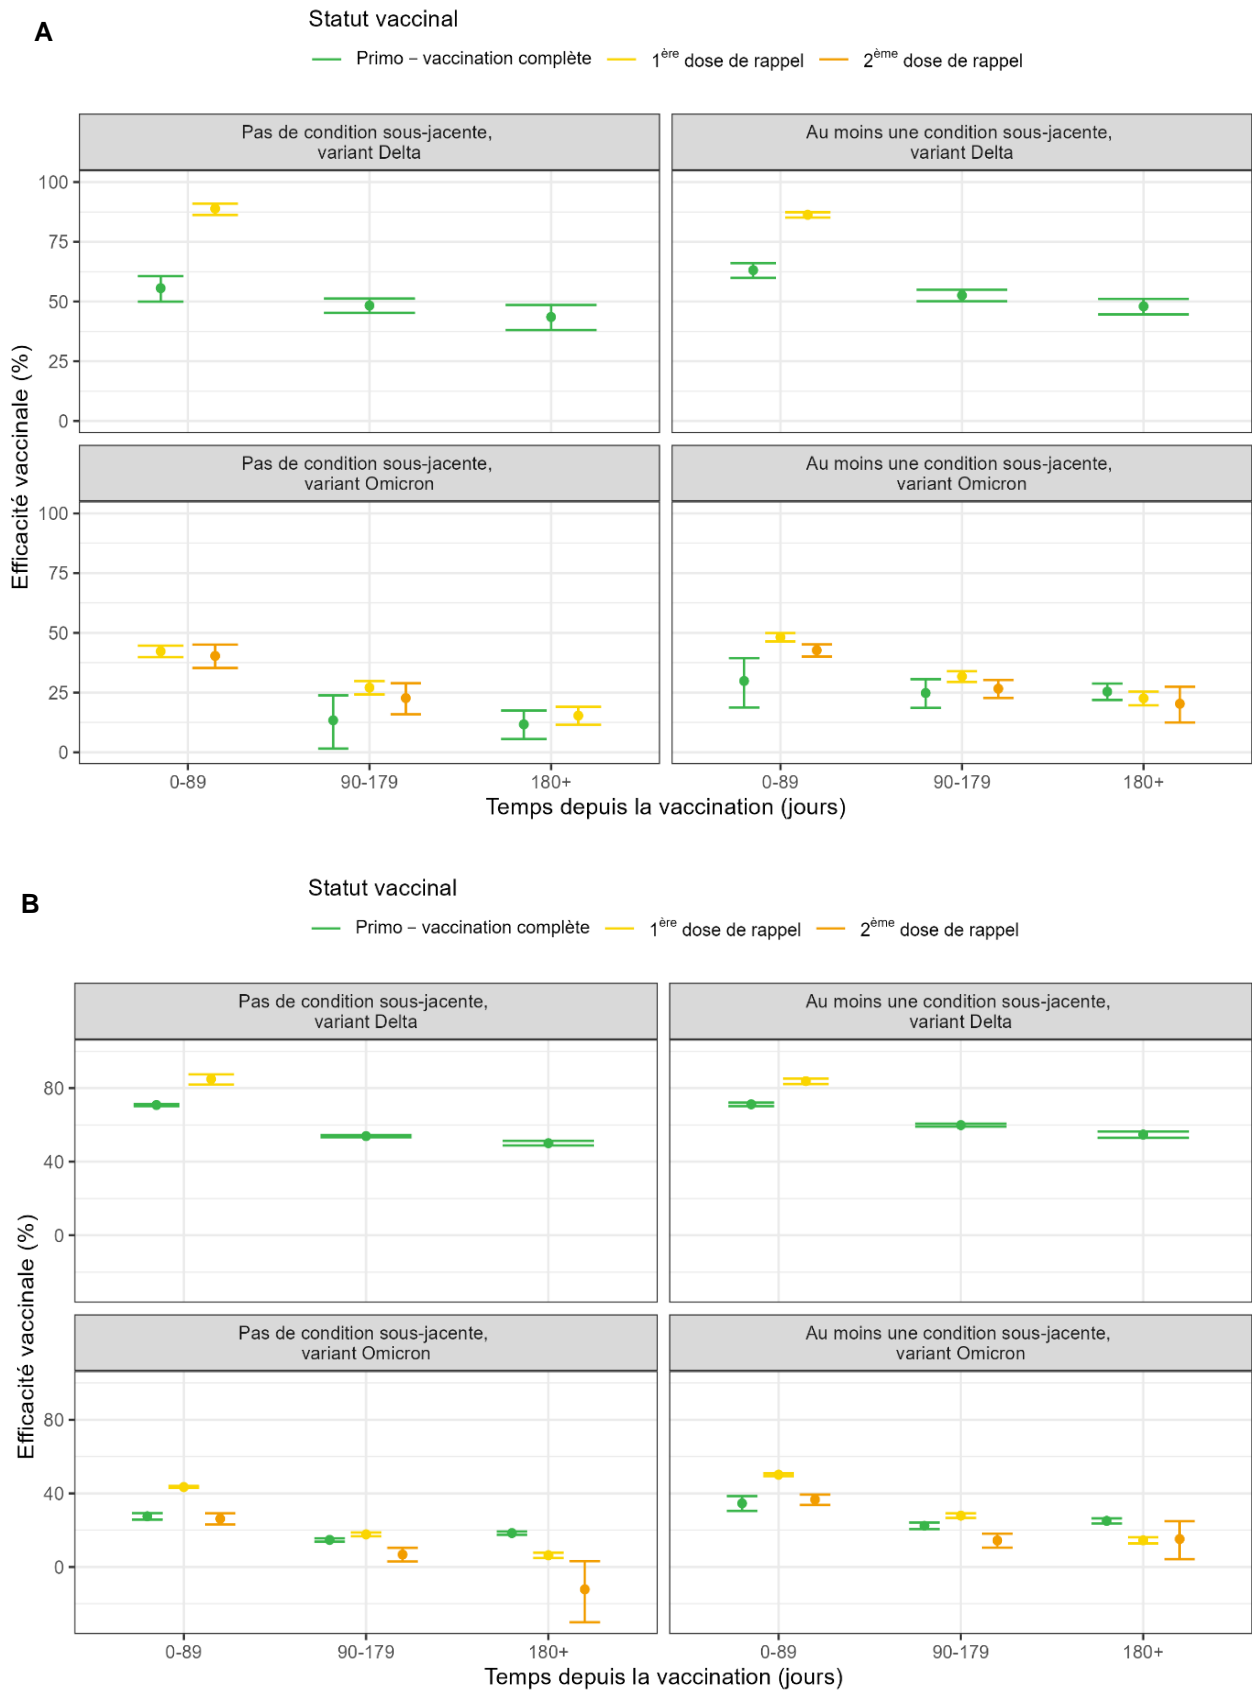 A
Statut vaccinal
Primo − vaccination complète 1ère dose de rappel 2ème dose de rappel
Pas de condition sous-jacente,
variant Delta
Au moins une condition sous-jacente,
variant Delta
100
75
50
25
0
Pas de condition sous-jacente,
variant Omicron
Au moins une condition sous-jacente,
variant Omicron
100
75
50
25
0
Efficacité vaccinale (%)
0-89 90-179 180+ 0-89 90-179 180+
Temps depuis la vaccination (jours)
B
Statut vaccinal
Primo − vaccination complète 1ère dose de rappel 2ème dose de rappel
Pas de condition sous-jacente,
variant Delta
Au moins une condition sous-jacente,
variant Delta
80
40
0
Pas de condition sous-jacente,
variant Omicron
Au moins une condition sous-jacente,
variant Omicron
80
40
0
Efficacité vaccinale (%)
0-89 90-179 180+ 0-89 90-179 180+
Temps depuis la vaccination (jours)